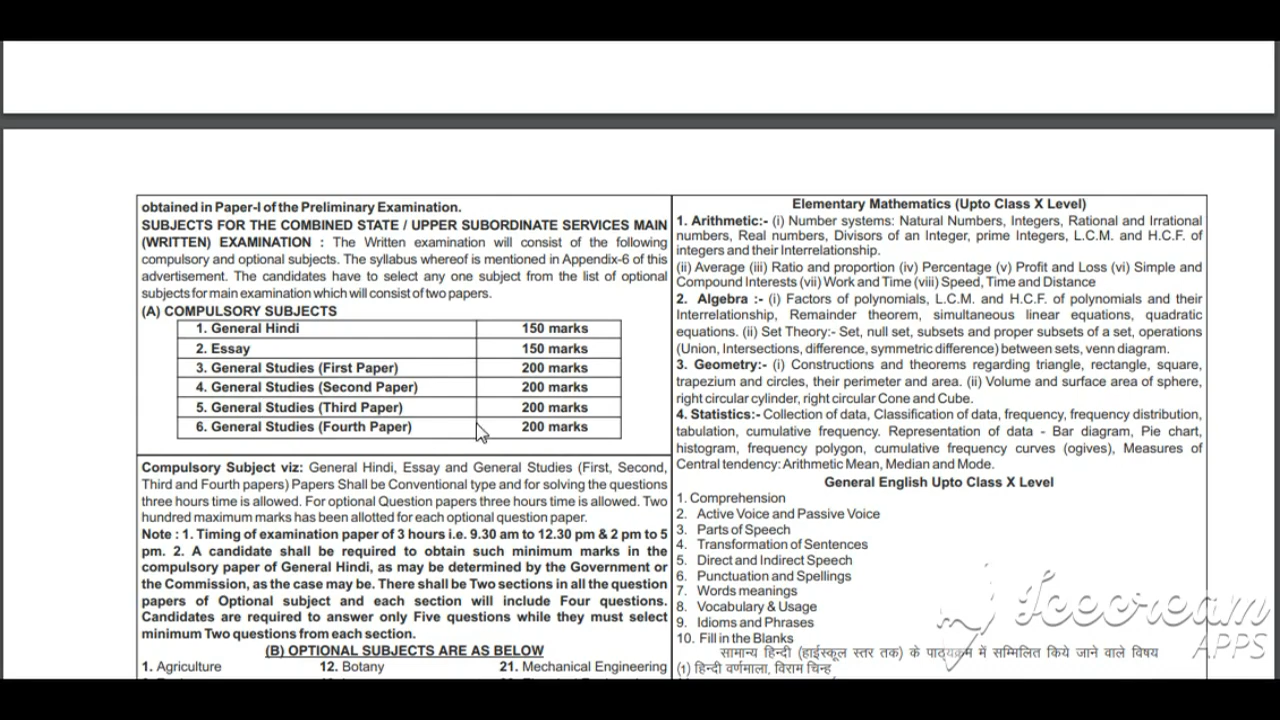 obtained in Paper-I of the Preliminary Examination.
SUBJECTS FOR THE COMBINED STATE / UPPER SUBORDINATE SERVICES MAIN
(WRITTEN) EXAMINATION : The Written examination will consist of the following
compulsory and optional subjects. The syllabus whereof is mentioned in Appendix-6 of this
advertisement. The candidates have to select any one subject from the list of optional
subjects for main examination which will consist of two papers.
(A) COMPULSORY SUBJECTS
1. General Hindi 150 marks
2. Essay 150 marks
3. General Studies (First Paper) 200 marks
4. General Studies (Second Paper) 200 marks
5. General Studies (Third Paper) 200 marks
6. General Studies (Fourth Paper) 200 marks
Compulsory Subject viz: General Hindi, Essay and General Studies (First, Second,
Third and Fourth papers) Papers Shall be Conventional type and for solving the questions
three hours time is allowed. For optional Question papers three hours time is allowed. Two
hundred maximum marks has been allotted for each optional question paper.
Note : 1. Timing of examination paper of 3 hours i.e. 9.30 am to 12.30 pm & 2 pm to 5
pm. 2. A candidate shall be required to obtain such minimum marks in the
compulsory paper of General Hindi, as may be determined by the Government or
the Commission, as the case may be. There shall be Two sections in all the question
papers of Optional subject and each section will include Four questions.
Candidates are required to answer only Five questions while they must select
minimum Two questions from each section.
(B) OPTIONAL SUBJECTS ARE AS BELOW
1. Agriculture 12. Botany 21. Mechanical Engineering
Elementary Mathematics (Upto Class X Level)
1. Arithmetic:- (i) Number systems: Natural Numbers, Integers, Rational and Irrational
numbers, Real numbers, Divisors of an Integer, prime Integers, L.C.M. and H.C.F. of
integers and their Interrelationship.
(ii) Average (iii) Ratio and proportion (iv) Percentage (v) Profit and Loss (vi) Simple and
Compound Interests (vii) Work and Time (viii) Speed, Time and Distance
2. Algebra :- (i) Factors of polynomials, L.C.M. and H.C.F. of polynomials and their
Interrelationship, Remainder theorem, simultaneous linear equations, quadratic
equations. (ii) Set Theory:- Set, null set, subsets and proper subsets of a set, operations
(Union, Intersections, difference, symmetric difference) between sets, venn diagram.
3. Geometry:- (i) Constructions and theorems regarding triangle, rectangle, square,
trapezium and circles, their perimeter and area. (ii) Volume and surface area of sphere,
right circular cylinder, right circular Cone and Cube.
4. Statistics:- Collection of data, Classification of data, frequency, frequency distribution,
tabulation, cumulative frequency. Representation of data - Bar diagram, Pie chart,
histogram, frequency polygon, cumulative frequency curves (ogives), Measures of
Central tendency: Arithmetic Mean, Median and Mode.
General English Upto Class X Level
1. Comprehension
2. Active Voice and Passive Voice
3. Parts of Speech
4. Transformation of Sentences
5. Direct and Indirect Speech
6. Punctuation and Spellings
7. Words meanings
8. Vocabulary & Usage
9. Idioms and Phrases
10. Fill in the Blanks
सामान्य हिन्दी (हाईस्कूल स्तर तक) के पाठ्यक्रम में सम्मिलित किये जाने वाले विषय
(1) हिन्दी वर्णमाला, विराम चिन्ह
Icecream
APPS